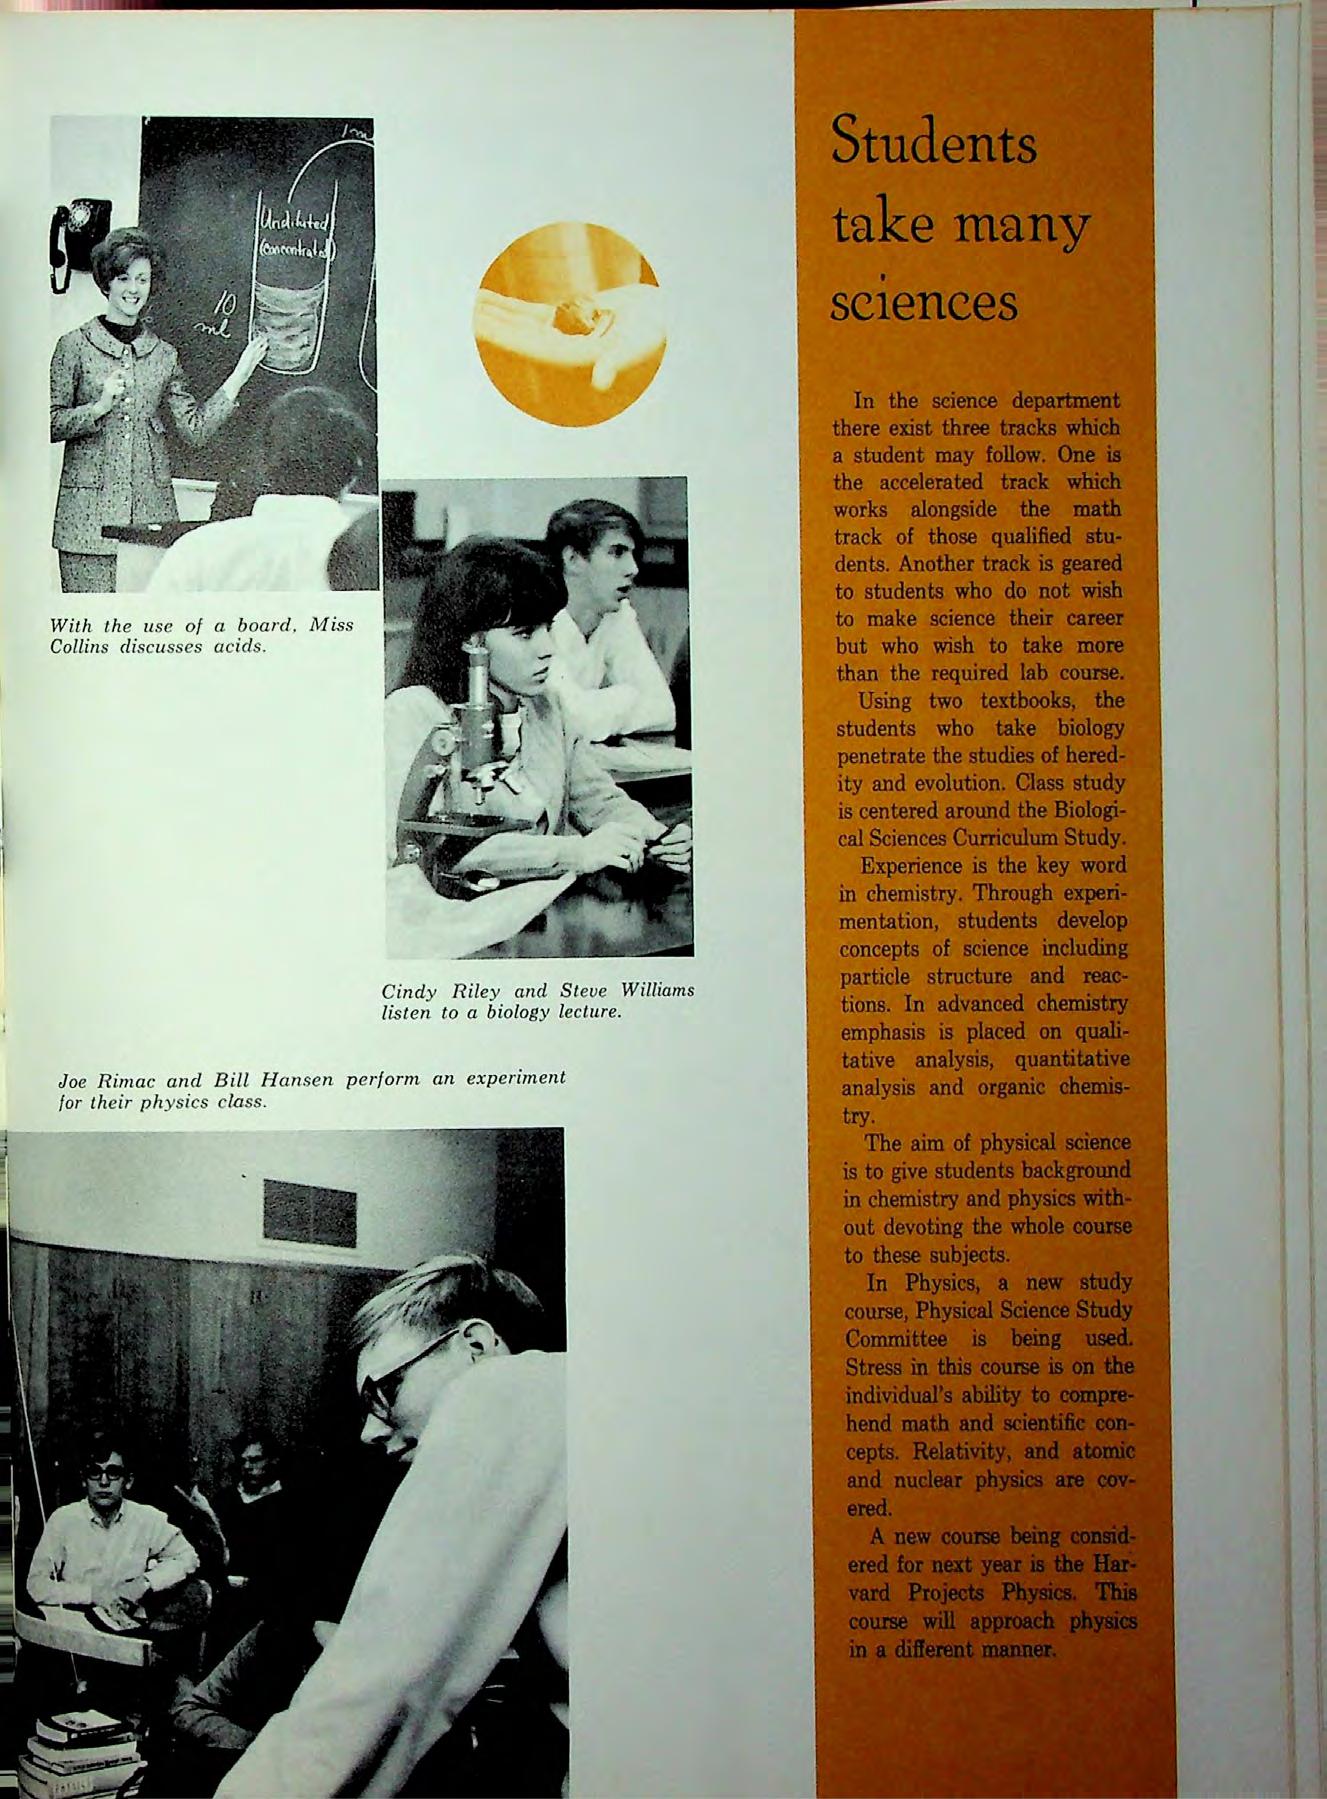 1 m
Undiluted
(concentrated)
10
ml
With the use of a board, Miss
Collins discusses acids.
Cindy Riley and Steve Williams
listen to a biology lecture.
Joe Rimac and Bill Hansen perform an experiment
for their physics class.
PHYSICS
Students
take many
sciences
In the science department
there exist three tracks which
a student may follow. One is
the accelerated track which
works alongside the math
track of those qualified stu-
dents. Another track is geared
to students who do not wish
to make science their career
but who wish to take more
than the required lab course.
Using two textbooks, the
students who take biology
penetrate the studies of hered-
ity and evolution. Class study
is centered around the Biologi-
cal Sciences Curriculum Study.
Experience is the key word
in chemistry. Through experi-
mentation, students develop
concepts of science including
particle structure and reac-
tions. In advanced chemistry
emphasis is placed on quali-
tative analysis, quantitative
analysis and organic chemis-
try.
The aim of physical science
is to give students background
in chemistry and physics with-
out devoting the whole course
to these subjects.
In Physics, a new study
course, Physical Science Study
Committee is being used.
Stress in this course is on the
individual's ability to compre-
hend math and scientific con-
cepts. Relativity, and atomic
and nuclear physics are cov-
ered.
A new course being consid-
ered for next year is the Har-
vard Projects Physics. This
course will approach physics
in a different manner.